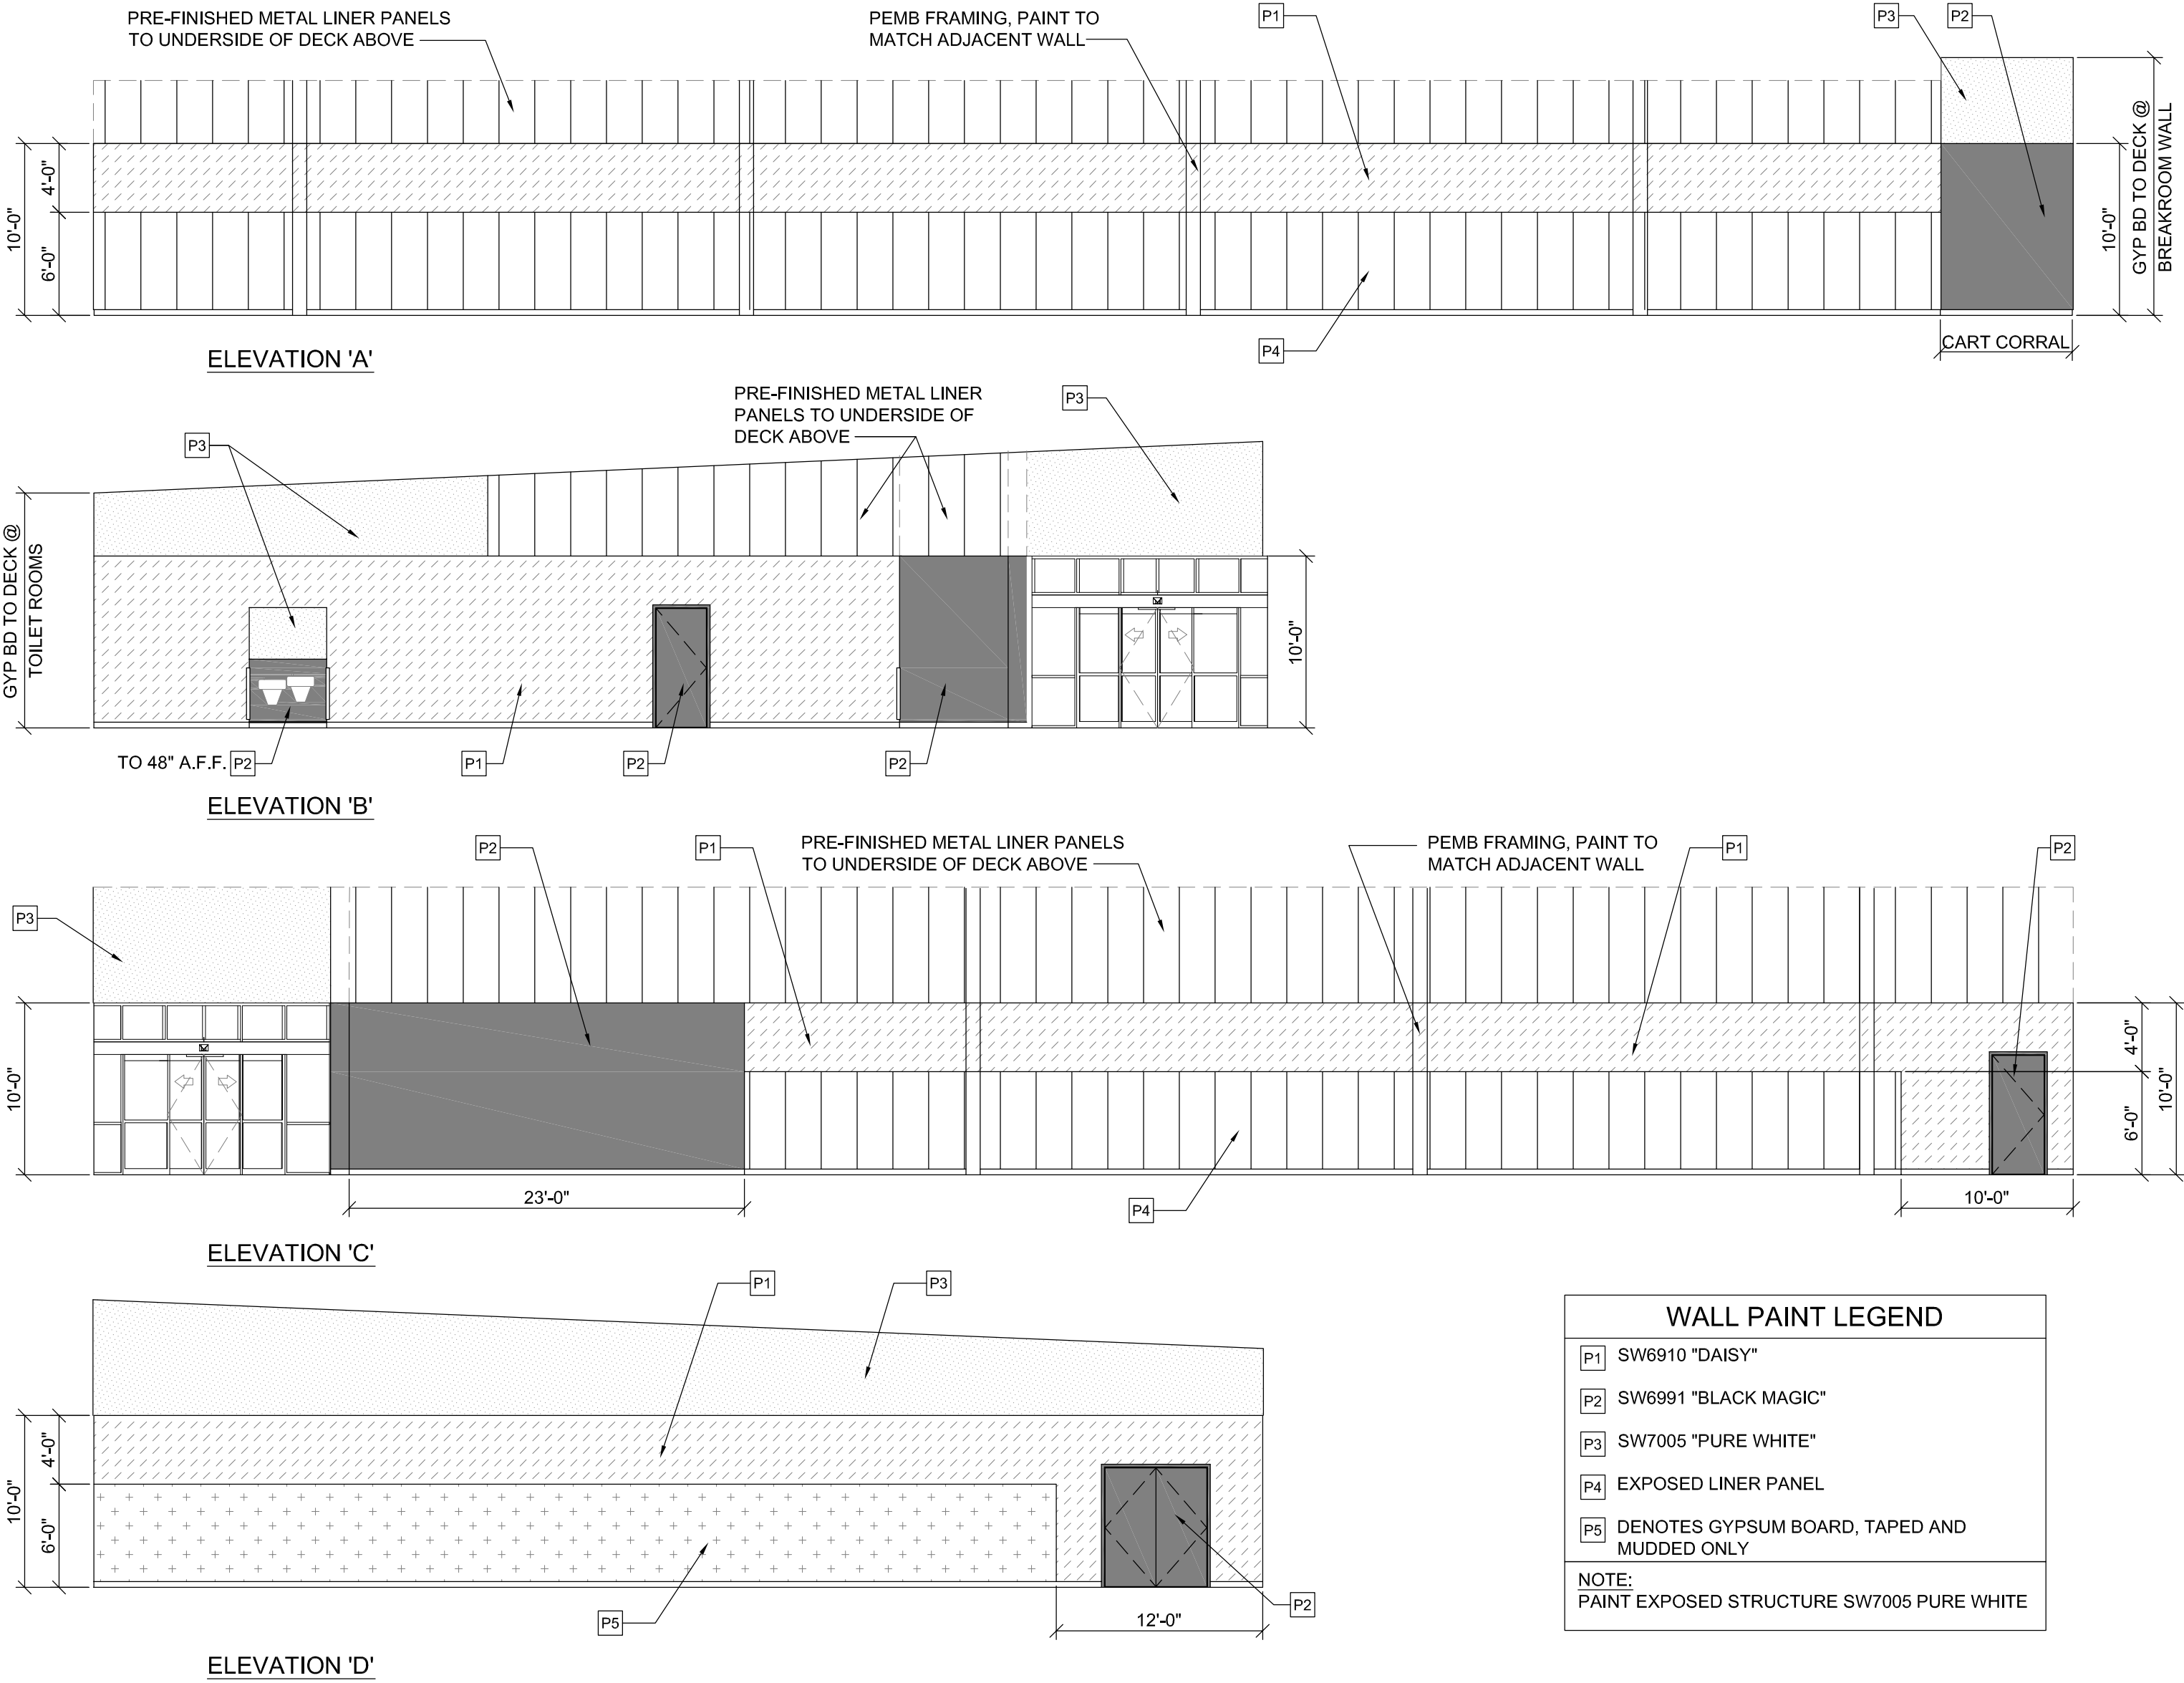 PRE-FINISHED METAL LINER PANELS
TO UNDERSIDE OF DECK ABOVE
PEMB FRAMING, PAINT TO
MATCH ADJACENT WALL
P1
P3
P2
10'-0"
4'-0"
6'-0"
10'-0"
GYP BD TO DECK @
BREAKROOM WALL
P4
CART CORRAL
ELEVATION 'A'
PRE-FINISHED METAL LINER
PANELS TO UNDERSIDE OF
DECK ABOVE
P3
P3
GYP BD TO DECK @
TOILET ROOMS
10'-0"
TO 48" A.F.F. P2
P1
P2
P2
ELEVATION 'B'
P2
P1
PRE-FINISHED METAL LINER PANELS
TO UNDERSIDE OF DECK ABOVE
PEMB FRAMING, PAINT TO
MATCH ADJACENT WALL
P1
P2
P3
10'-0"
4'-0"
6'-0"
10'-0"
23'-0"
P4
10'-0"
ELEVATION 'C'
P1
P3
10'-0"
4'-0"
6'-0"
P5
12'-0"
P2
ELEVATION 'D'
WALL PAINT LEGEND
P1 SW6910 "DAISY"
P2 SW6991 "BLACK MAGIC"
P3 SW7005 "PURE WHITE"
P4 EXPOSED LINER PANEL
P5 DENOTES GYPSUM BOARD, TAPED AND
MUDDED ONLY
NOTE:
PAINT EXPOSED STRUCTURE SW7005 PURE WHITE